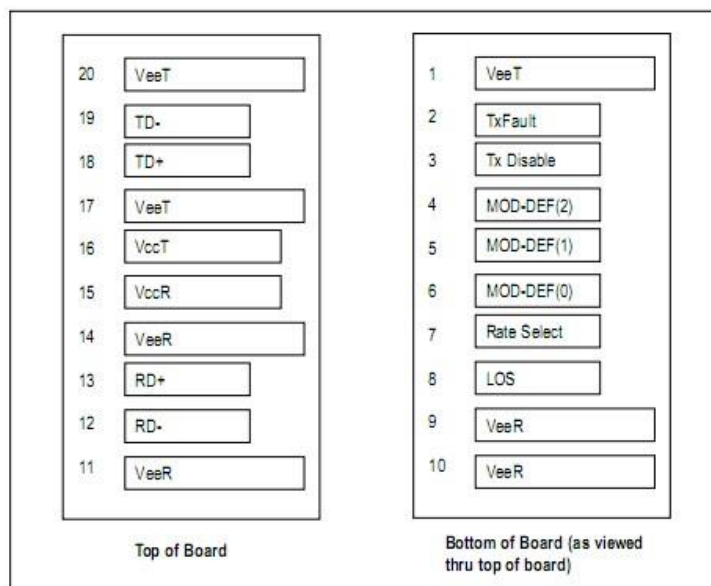 20 VeeT
19 TD-
18 TD+
17 VeeT
16 VccT
15 VccR
14 VeeR
13 RD+
12 RD-
11 VeeR
Top of Board
1 VeeT
2 TxFault
3 Tx Disable
4 MOD-DEF(2)
5 MOD-DEF(1)
6 MOD-DEF(0)
7 Rate Select
8 LOS
9 VeeR
10 VeeR
Bottom of Board (as viewed
thru top of board)